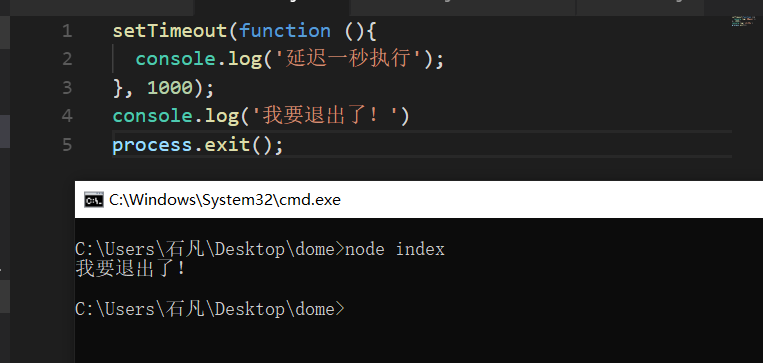 1 setTimeout(function (){
2 console.log('延迟一秒执行');
3 }, 1000);
4 console.log('我要退出了！')
5 process.exit();
C:\Windows\System32\cmd.exe
C:\Users\石凡\Desktop\dome>node index
我要退出了！
C:\Users\石凡\Desktop\dome>